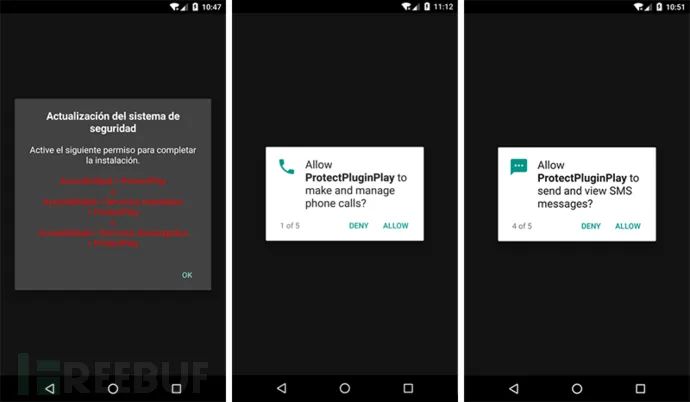 10:47
Actualización del sistema de
seguridad
Active el siguiente permiso para completar
la instalación.
OK
11:12
Allow
ProtectPluginPlay to
make and manage
phone calls?
1 of 5 DENY ALLOW
10:51
Allow
ProtectPluginPlay to
send and view SMS
messages?
4 of 5 DENY ALLOW
FREEBUF